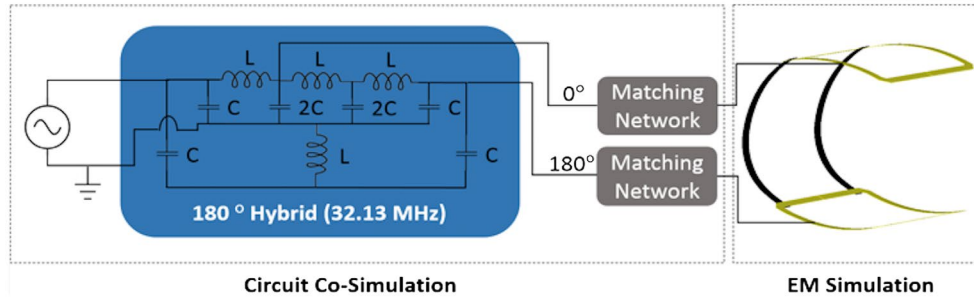 L
L
L
C
2C
2C
C
C
L
C
180 ° Hybrid (32.13 MHz)
0°
180°
Matching
Network
Matching
Network
Circuit Co-Simulation
EM Simulation